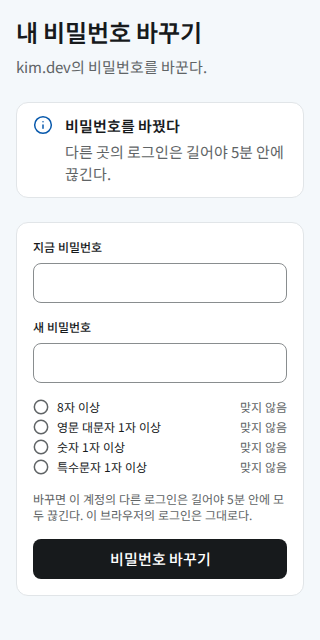 내 비밀번호 바꾸기
kim.dev의 비밀번호를 바꾼다.
비밀번호를 바꿨다
다른 곳의 로그인은 길어야 5분 안에
끊긴다.
지금 비밀번호
새 비밀번호
8자 이상 맞지 않음
영문 대문자 1자 이상 맞지 않음
숫자 1자 이상 맞지 않음
특수문자 1자 이상 맞지 않음
바꾸면 이 계정의 다른 로그인은 길어야 5분 안에 모
두 끊긴다. 이 브라우저의 로그인은 그대로다.
비밀번호 바꾸기